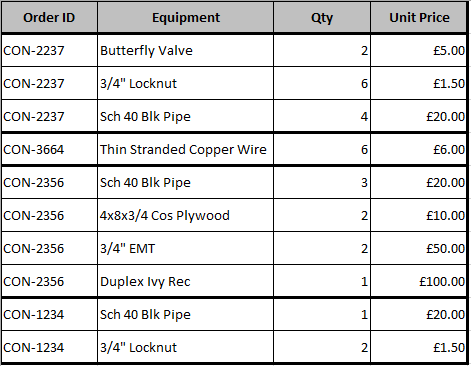 Order ID Equipment Qty Unit Price
CON-2237 Butterfly Valve 2 £5.00
CON-2237 3/4" Locknut 6 £1.50
CON-2237 Sch 40 Blk Pipe 4 £20.00
CON-3664 Thin Stranded Copper Wire 6 £6.00
CON-2356 Sch 40 Blk Pipe 3 £20.00
CON-2356 4x8x3/4 Cos Plywood 2 £10.00
CON-2356 3/4" EMT 2 £50.00
CON-2356 Duplex Ivy Rec 1 £100.00
CON-1234 Sch 40 Blk Pipe 1 £20.00
CON-1234 3/4" Locknut 2 £1.50